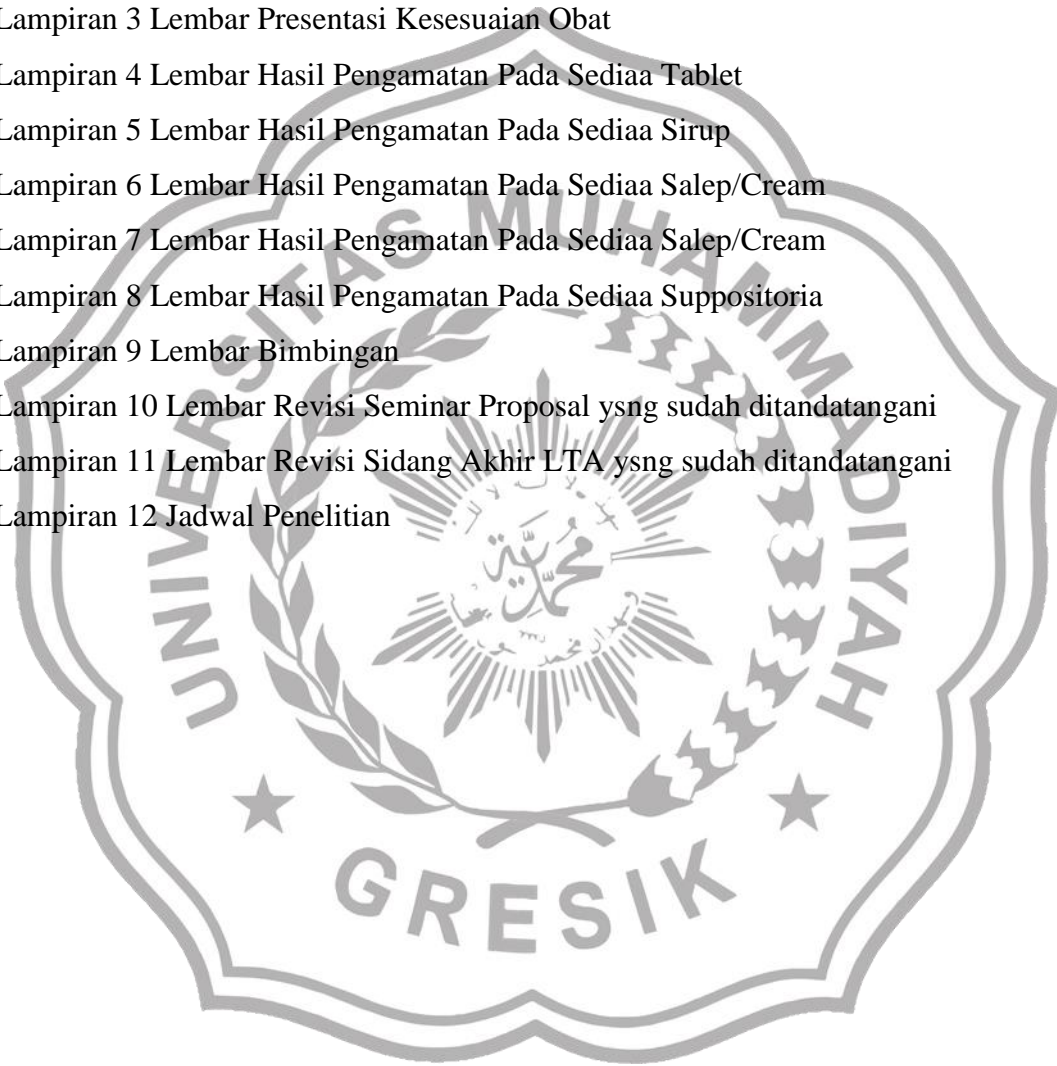 Lampiran 3 Lembar Presentasi Kesesuaian Obat
Lampiran 4 Lembar Hasil Pengamatan Pada Sediaa Tablet
Lampiran 5 Lembar Hasil Pengamatan Pada Sediaa Sirup
Lampiran 6 Lembar Hasil Pengamatan Pada Sediaa Salep/Cream
Lampiran 7 Lembar Hasil Pengamatan Pada Sediaa Salep/Cream
Lampiran 8 Lembar Hasil Pengamatan Pada Sediaa Suppositoria
Lampiran 9 Lembar Bimbingan
Lampiran 10 Lembar Revisi Seminar Proposal ysng sudah ditandatangani
Lampiran 11 Lembar Revisi Sidang Akhir LTA ysng sudah ditandatangani
Lampiran 12 Jadwal Penelitian
UNIVERSITAS MUHAMMADIYAH
GRESIK
محمدية